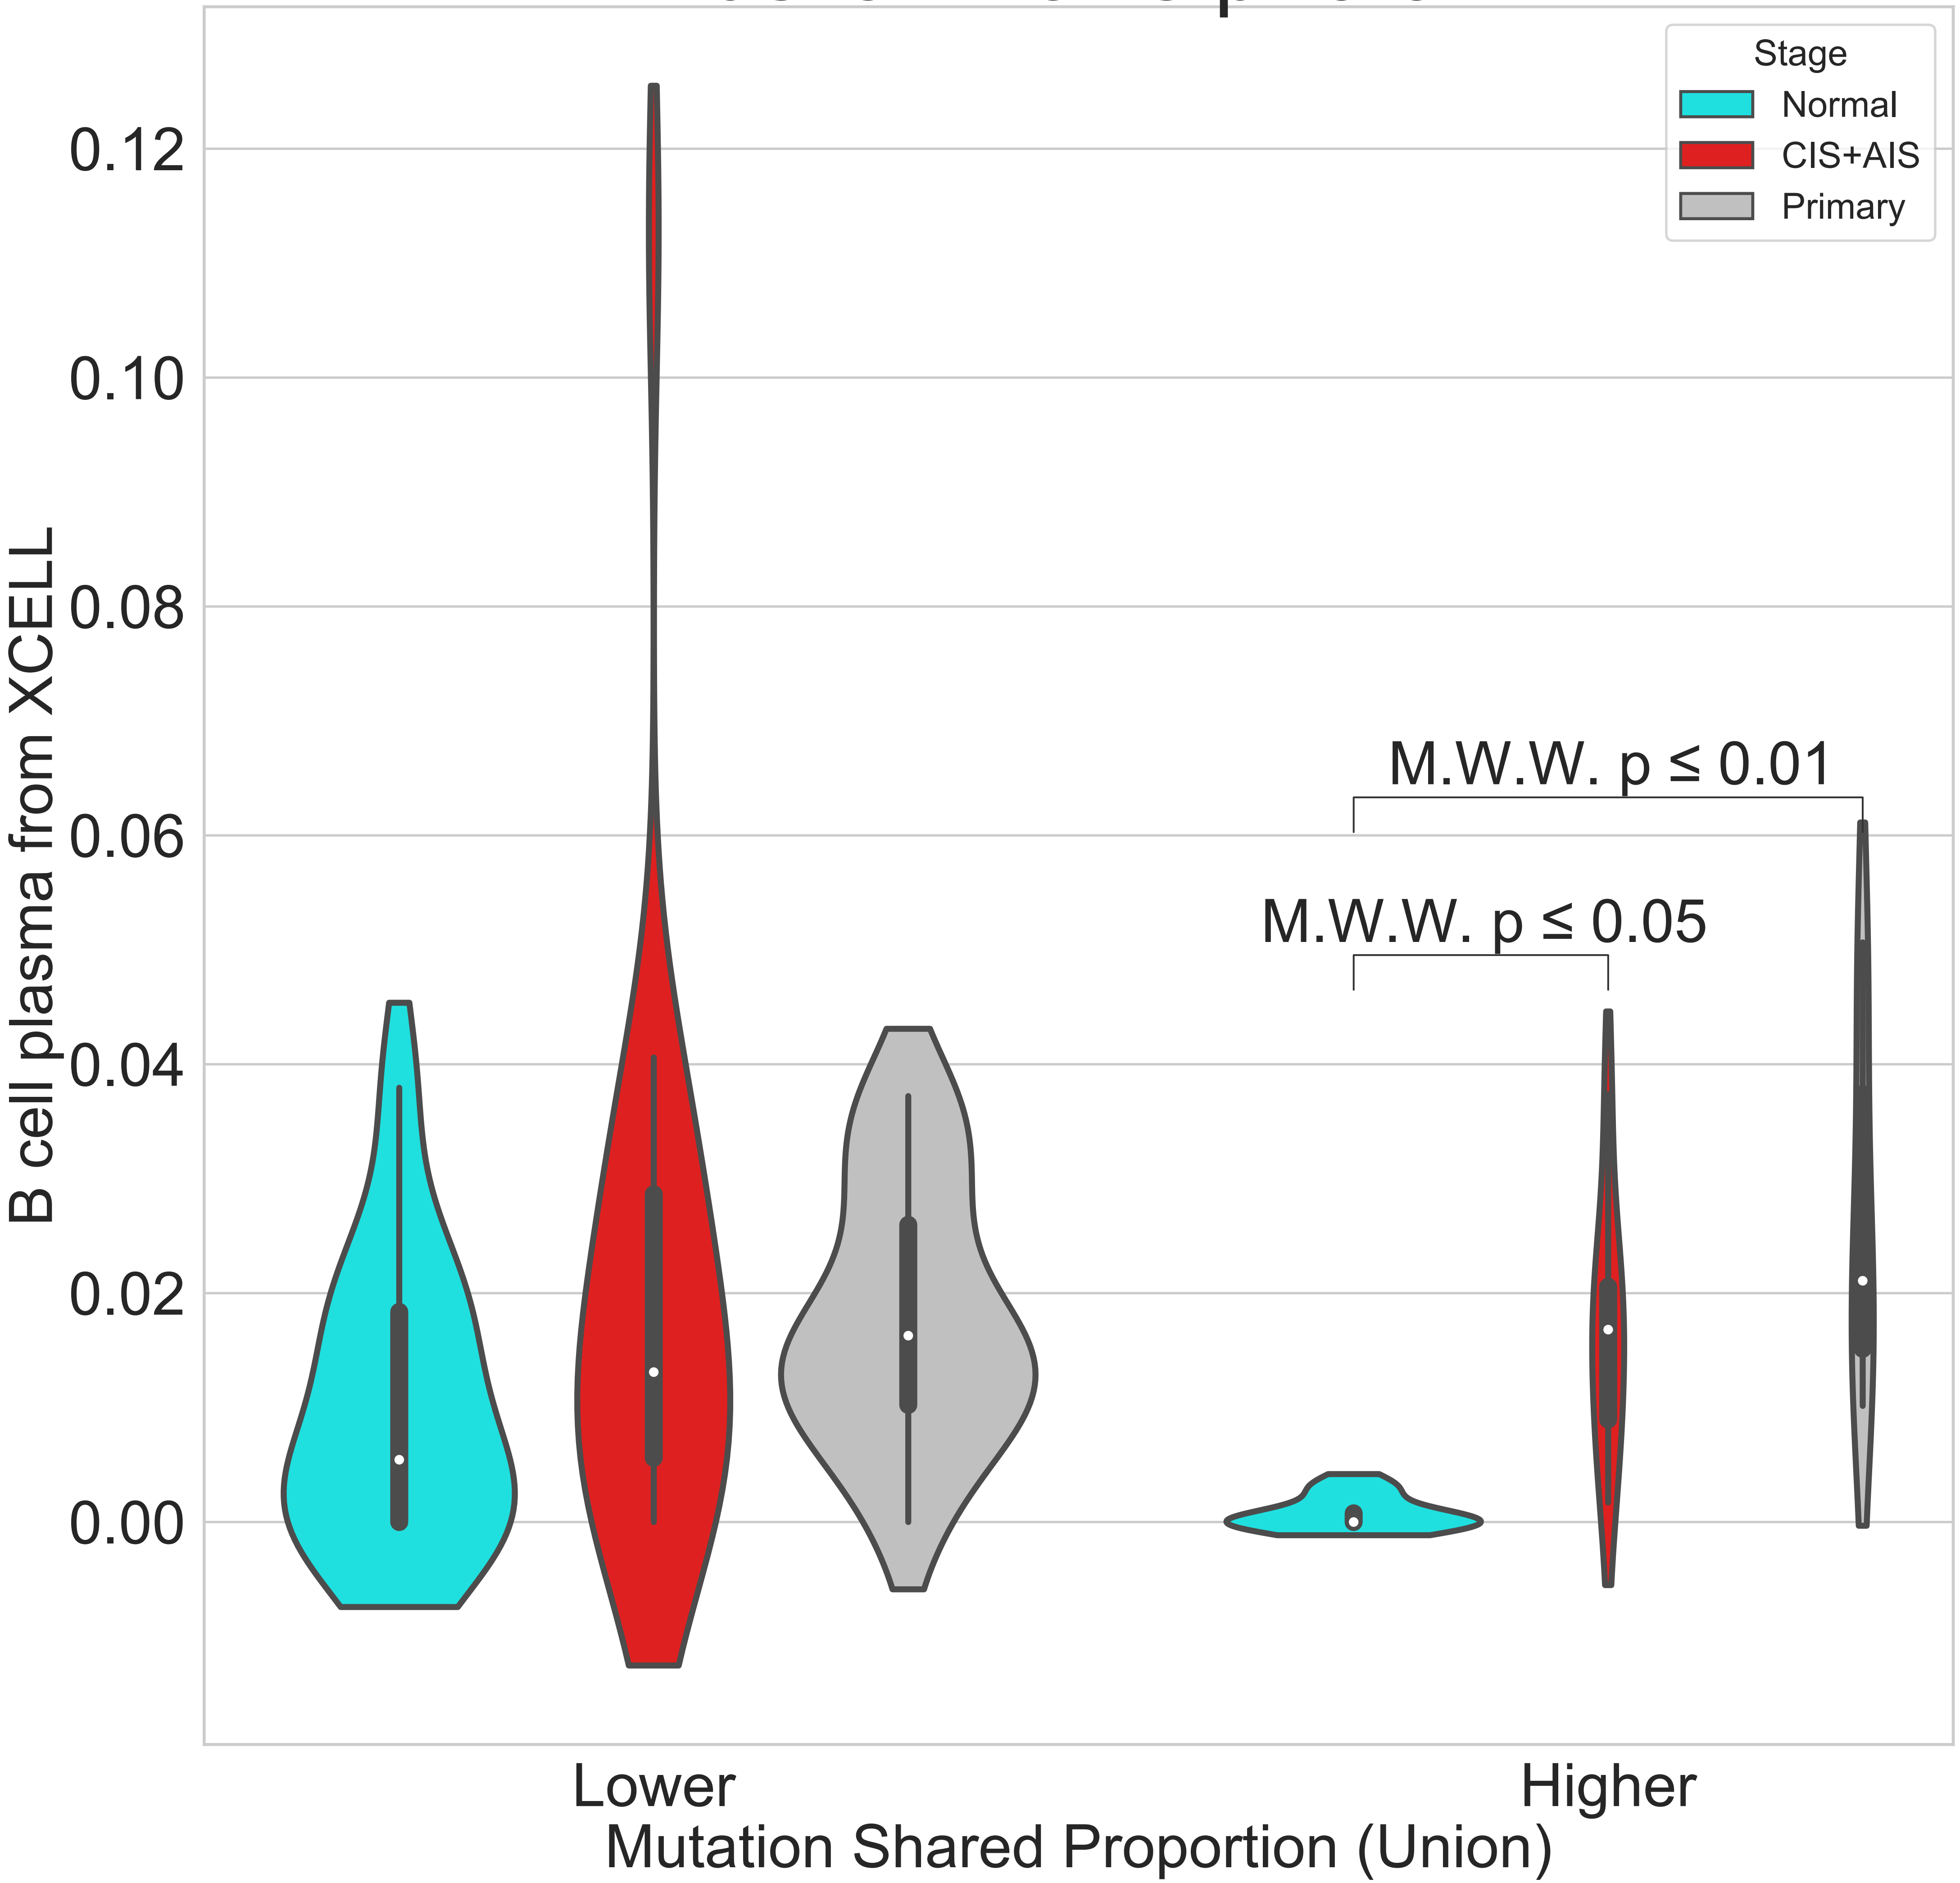 Stage
Normal
CIS+AIS
Primary
0.12
0.10
0.08
0.06
0.04
0.02
0.00
B cell plasma from XCELL
M.W.W. p ≤ 0.01
M.W.W. p ≤ 0.05
Lower
Higher
Mutation Shared Proportion (Union)